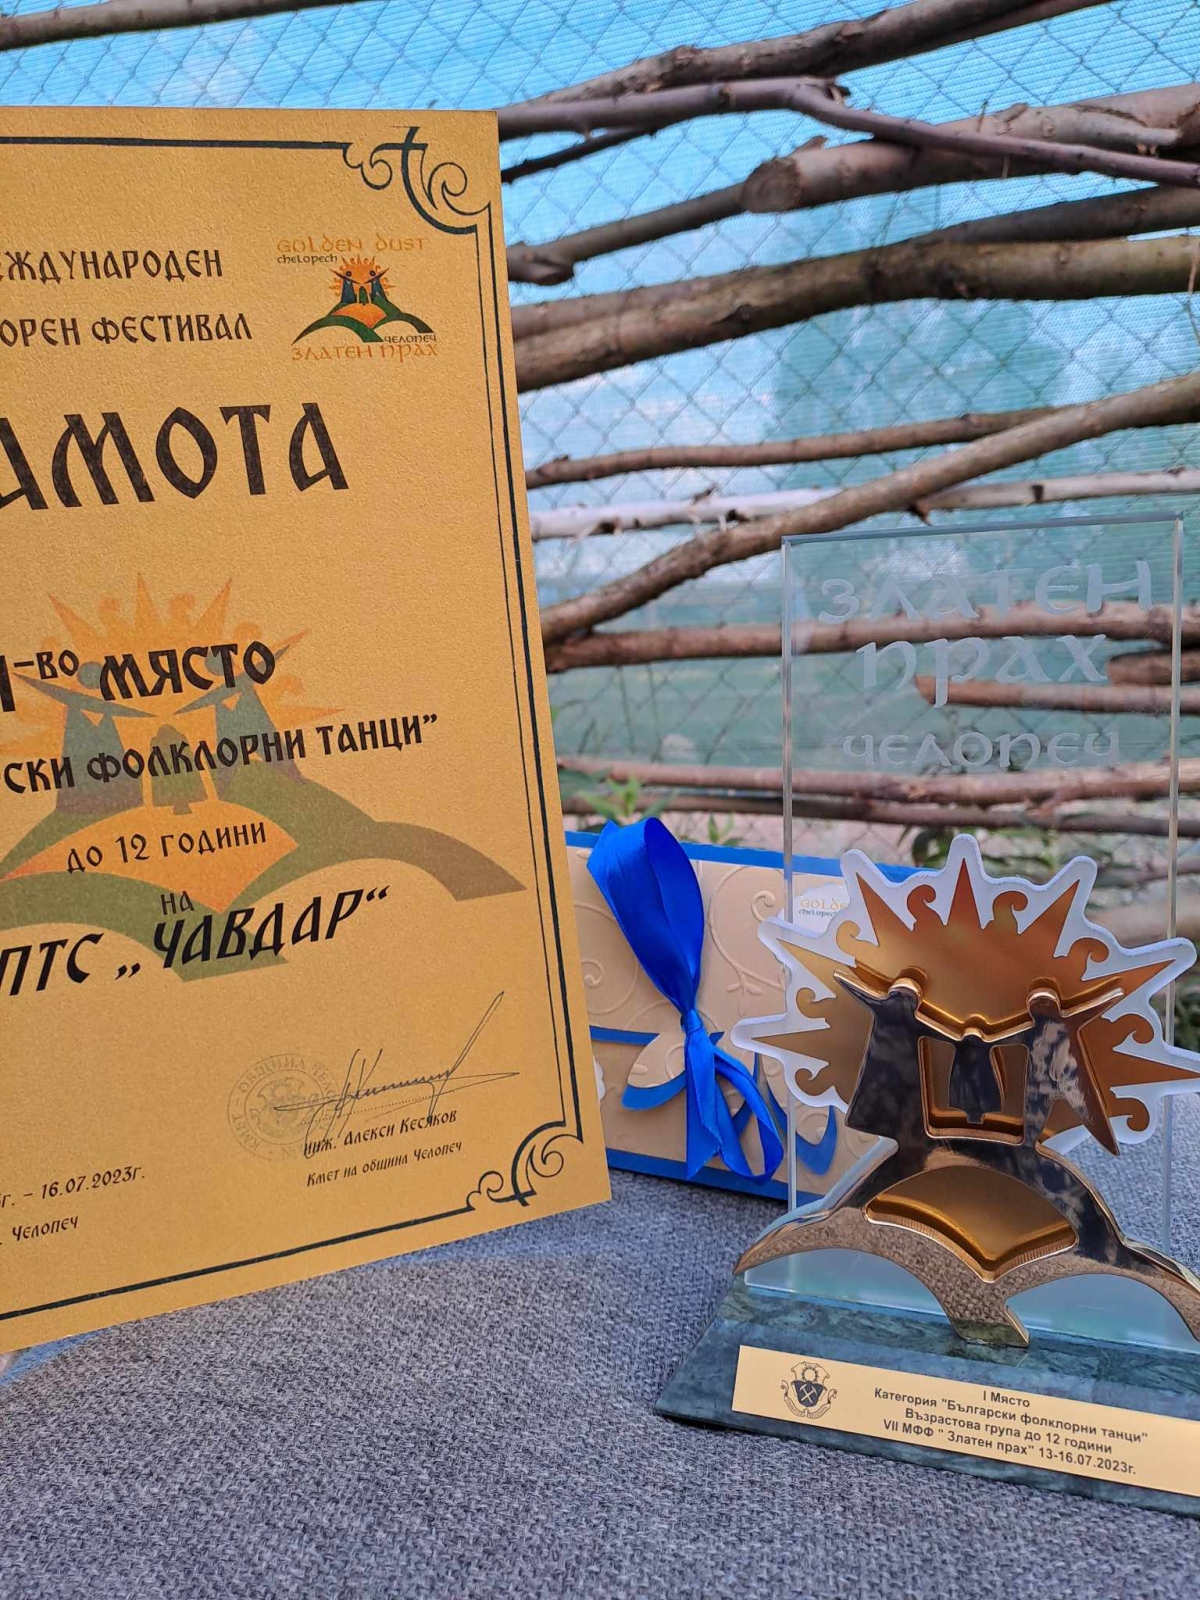 ЕЖДУНАРОДЕН
ОРЕН ФЕСТИВАЛ
GOLDEN DUST
CHELOPECH
ЧЕЛОПЕЧ
ЗЛАТЕН ПРАХ
АМОТА
I-ВО МЯСТО
СКИ ФОЛКЛОРНИ ТАНЦИ”
ДО 12 ГОДИНИ
НА
ПТС „ЧАВДАР“
инж. Алекси Кесяков
Кмет на община Челопеч
г. – 16.07.2023г.
Челопеч
ЗЛАТЕН
ПРАХ
ЧЕЛОПЕЧ
I Място
Категория "Български фолклорни танци"
Възрастова група до 12 години
VII МФФ " Златен прах" 13-16.07.2023г.